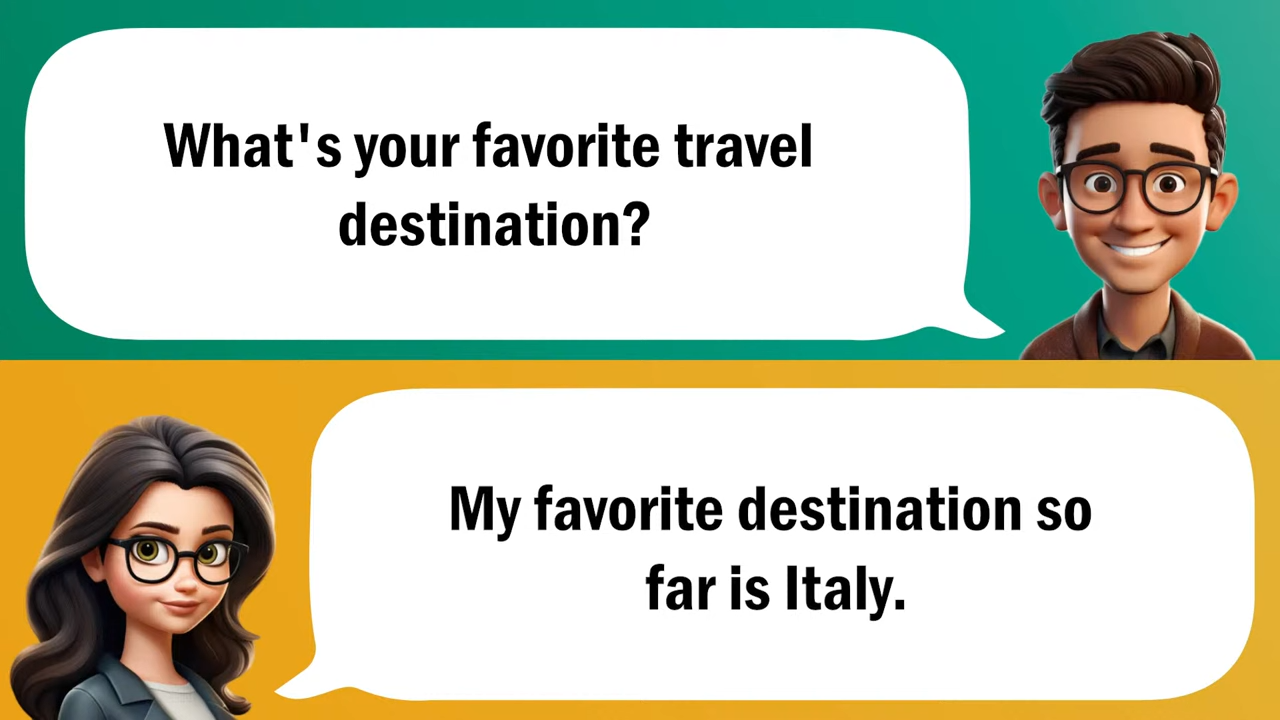 What's your favorite travel
destination?
My favorite destination so
far is Italy.